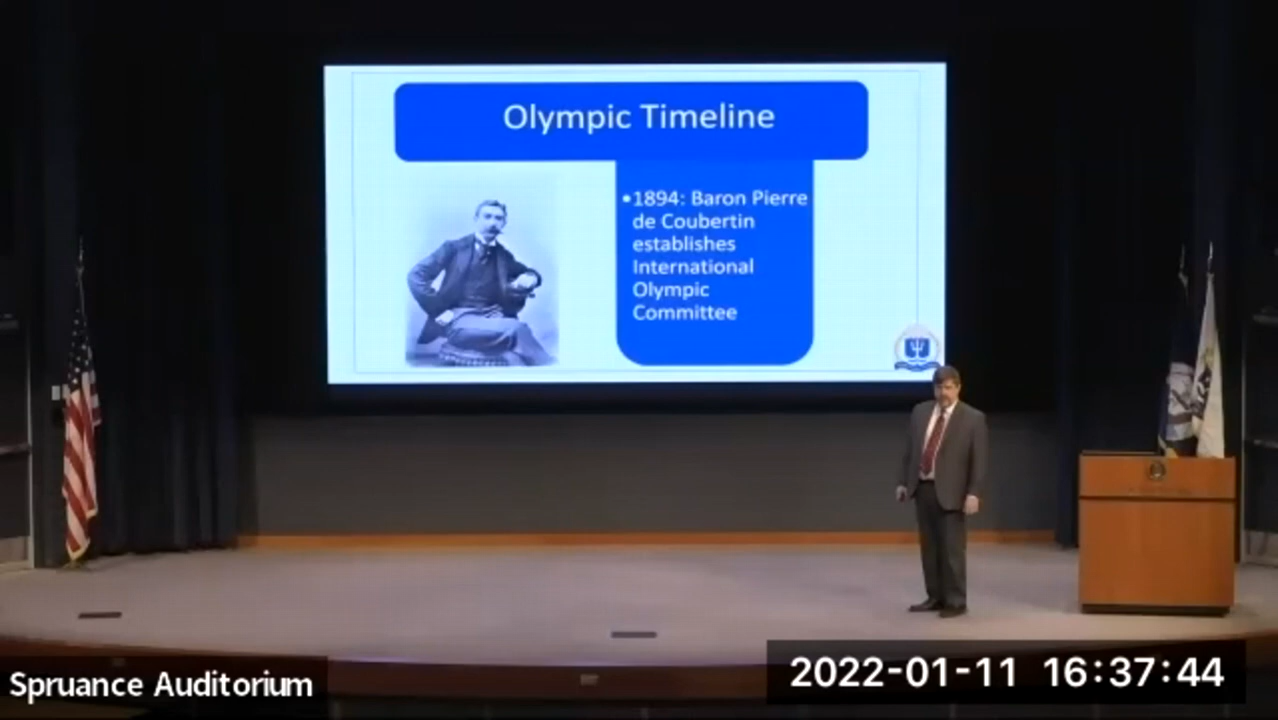 Olympic Timeline
•1894: Baron Pierre
de Coubertin
establishes
International
Olympic
Committee
Spruance Auditorium
2022-01-11 16:37:44